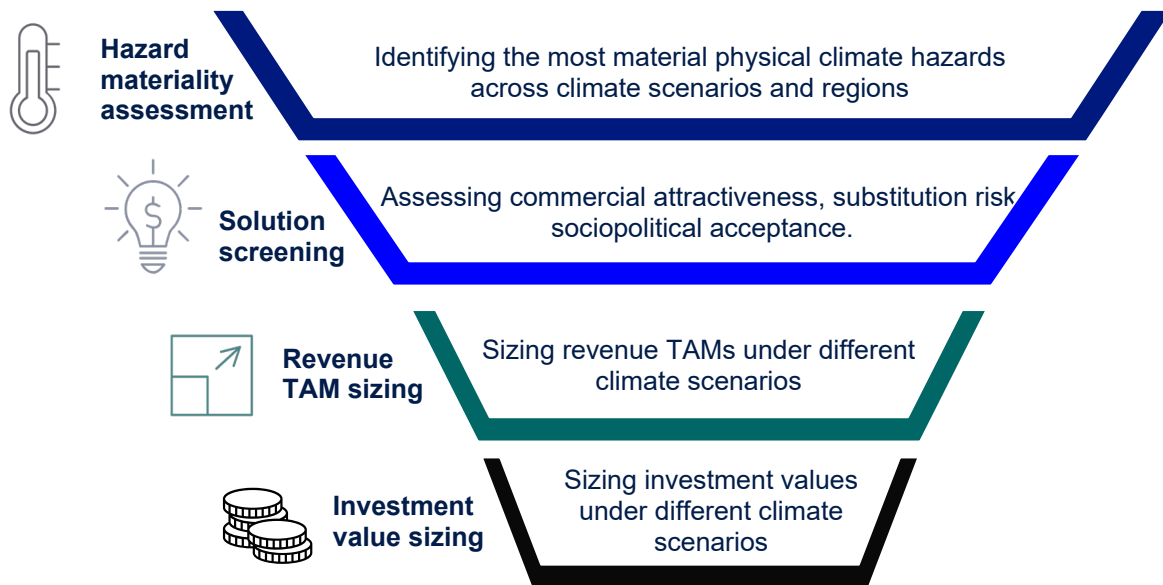 Hazard
materiality
assessment
Identifying the most material physical climate hazards
across climate scenarios and regions
Solution
screening
$
Assessing commercial attractiveness, substitution risk,
sociopolitical acceptance.
Revenue
TAM sizing
Sizing revenue TAMs under different
climate scenarios
Investment
value sizing
Sizing investment values
under different climate
scenarios